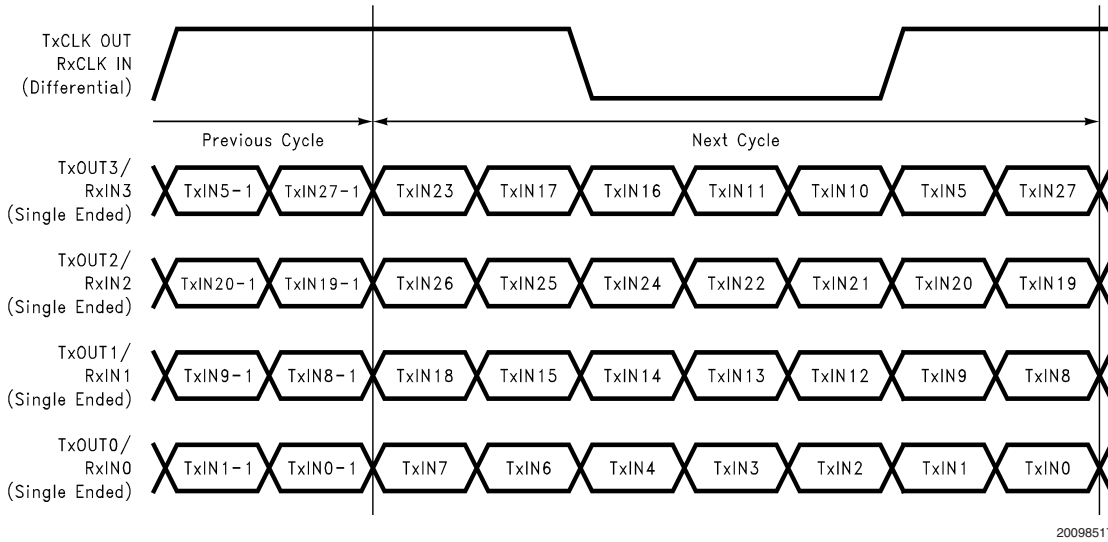 TxCLK OUT
RxCLK IN
(Differential)
Previous Cycle
Next Cycle
TxOUT3/
RxIN3
(Single Ended)
TxIN5-1 TxIN27-1 TxIN23 TxIN17 TxIN16 TxIN11 TxIN10 TxIN5 TxIN27
TxOUT2/
RxIN2
(Single Ended)
TxIN20-1 TxIN19-1 TxIN26 TxIN25 TxIN24 TxIN22 TxIN21 TxIN20 TxIN19
TxOUT1/
RxIN1
(Single Ended)
TxIN9-1 TxIN8-1 TxIN18 TxIN15 TxIN14 TxIN13 TxIN12 TxIN9 TxIN8
TxOUT0/
RxIN0
(Single Ended)
TxIN1-1 TxIN0-1 TxIN7 TxIN6 TxIN4 TxIN3 TxIN2 TxIN1 TxIN0